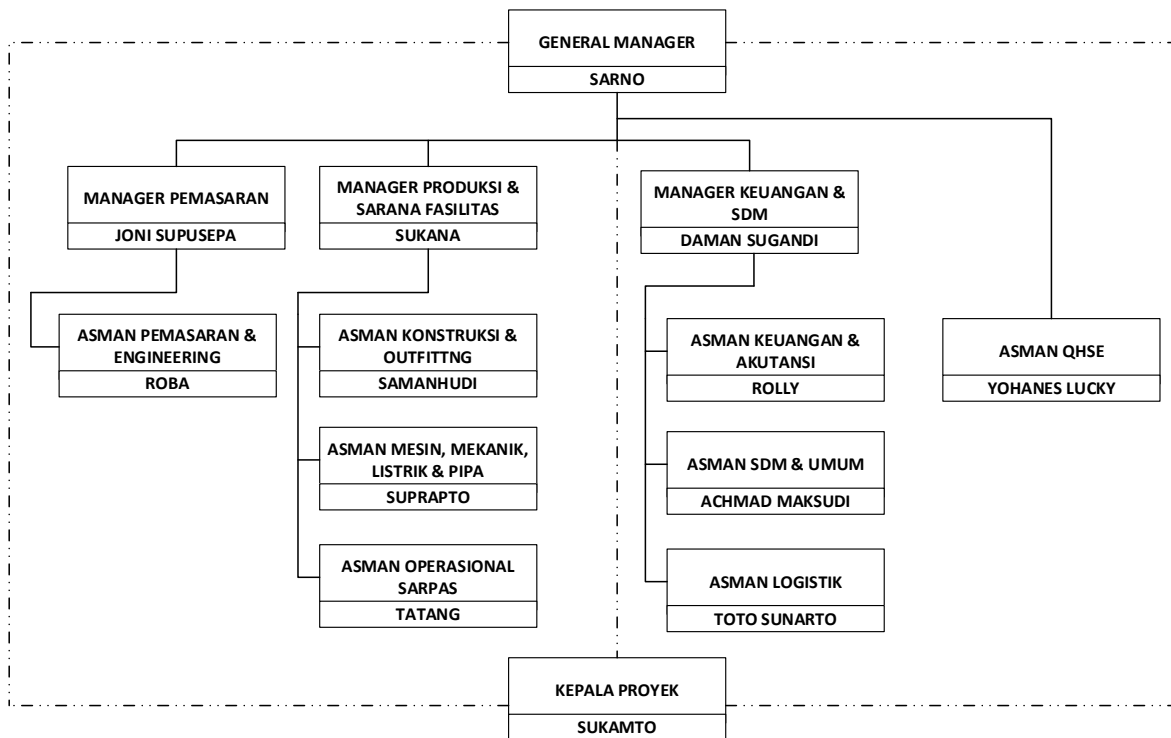 GENERAL MANAGER
SARNO
MANAGER PEMASARAN
JONI SUPUSEPA
MANAGER PRODUKSI &
SARANA FASILITAS
SUKANA
MANAGER KEUANGAN &
SDM
DAMAN SUGANDI
ASMAN PEMASARAN &
ENGINEERING
ROBA
ASMAN KONSTRUKSI &
OUTFITTNG
SAMANHUDI
ASMAN MESIN, MEKANIK,
LISTRIK & PIPA
SUPRAPTO
ASMAN OPERASIONAL
SARPAS
TATANG
ASMAN KEUANGAN &
AKUTANSI
ROLLY
ASMAN SDM & UMUM
ACHMAD MAKSUDI
ASMAN LOGISTIK
TOTO SUNARTO
ASMAN QHSE
YOHANES LUCKY
KEPALA PROYEK
SUKAMTO